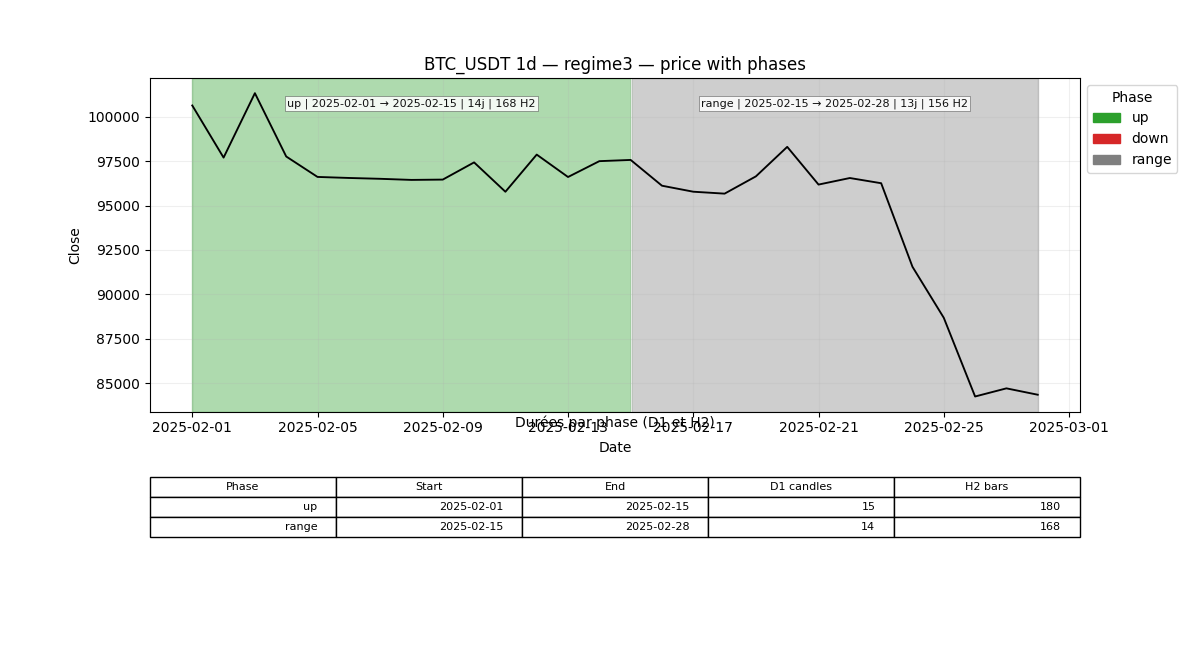 BTC_USDT 1d — regime3 — price with phases
up | 2025-02-01 → 2025-02-15 | 14j | 168 H2
range | 2025-02-15 → 2025-02-28 | 13j | 156 H2
Phase
up
down
range
Close
100000
97500
95000
92500
90000
87500
85000
Durées par phase (D1 et H2)
2025-02-01 2025-02-05 2025-02-09 2025-02-13 2025-02-17 2025-02-21 2025-02-25 2025-03-01
Date
Phase Start End D1 candles H2 bars
up 2025-02-01 2025-02-15 15 180
range 2025-02-15 2025-02-28 14 168